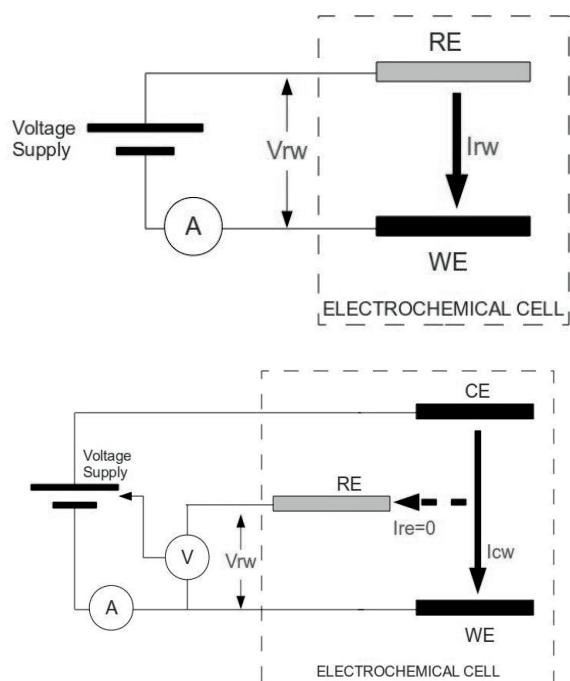 RE
Voltage
Supply
Vrw
Irw
A
WE
ELECTROCHEMICAL CELL
CE
Voltage
Supply
RE
Ire=0
V
Vrw
Icw
A
WE
ELECTROCHEMICAL CELL